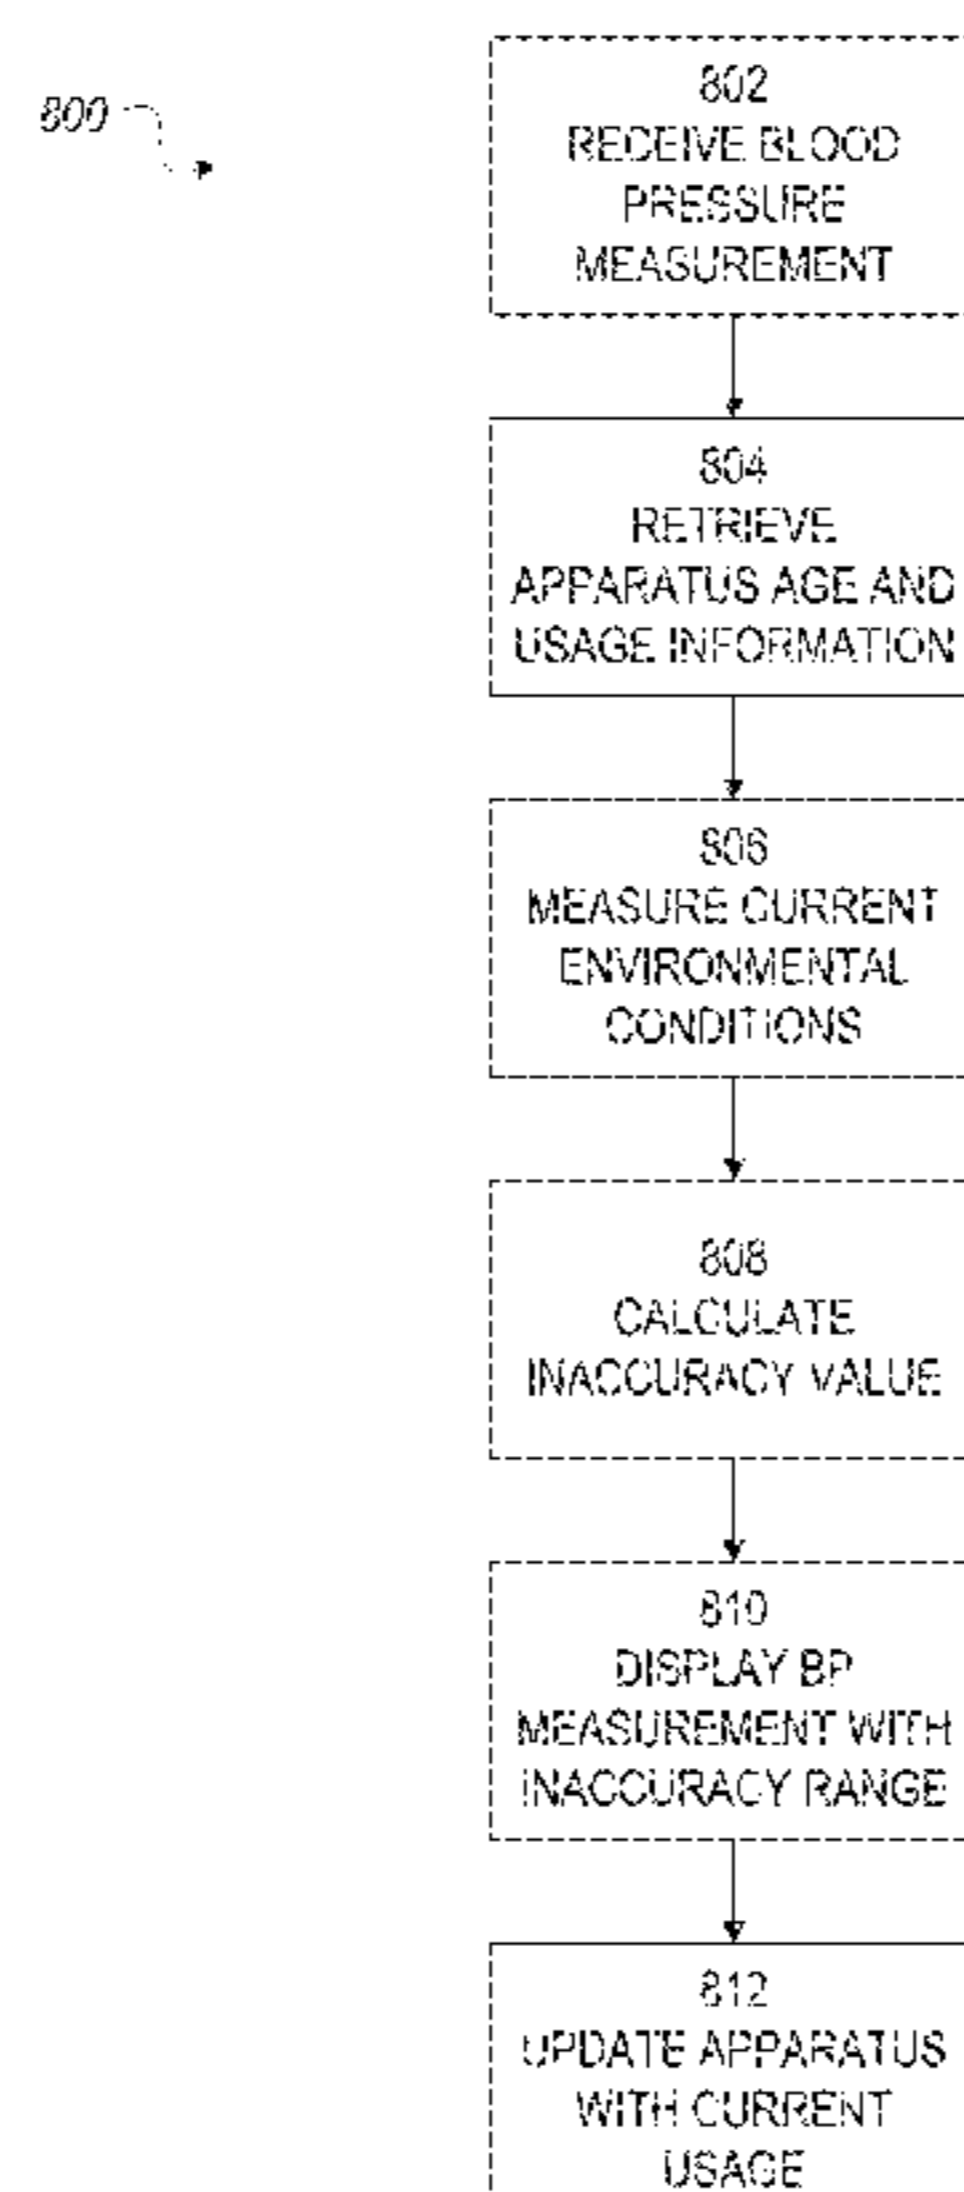 800
802
RECEIVE BLOOD
PRESSURE
MEASUREMENT
804
RETRIEVE
APPARATUS AGE AND
USAGE INFORMATION
806
MEASURE CURRENT
ENVIRONMENTAL
CONDITIONS
808
CALCULATE
INACCURACY VALUE
810
DISPLAY BP
MEASUREMENT WITH
INACCURACY RANGE
812
UPDATE APPARATUS
WITH CURRENT
USAGE